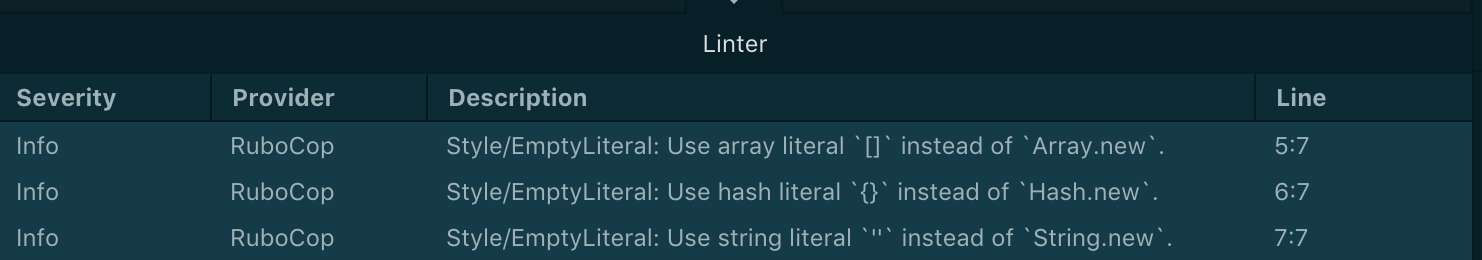 Linter
Severity Provider Description Line
Info RuboCop Style/EmptyLiteral: Use array literal `[]` instead of `Array.new`. 5:7
Info RuboCop Style/EmptyLiteral: Use hash literal `{}` instead of `Hash.new`. 6:7
Info RuboCop Style/EmptyLiteral: Use string literal `''` instead of `String.new`. 7:7